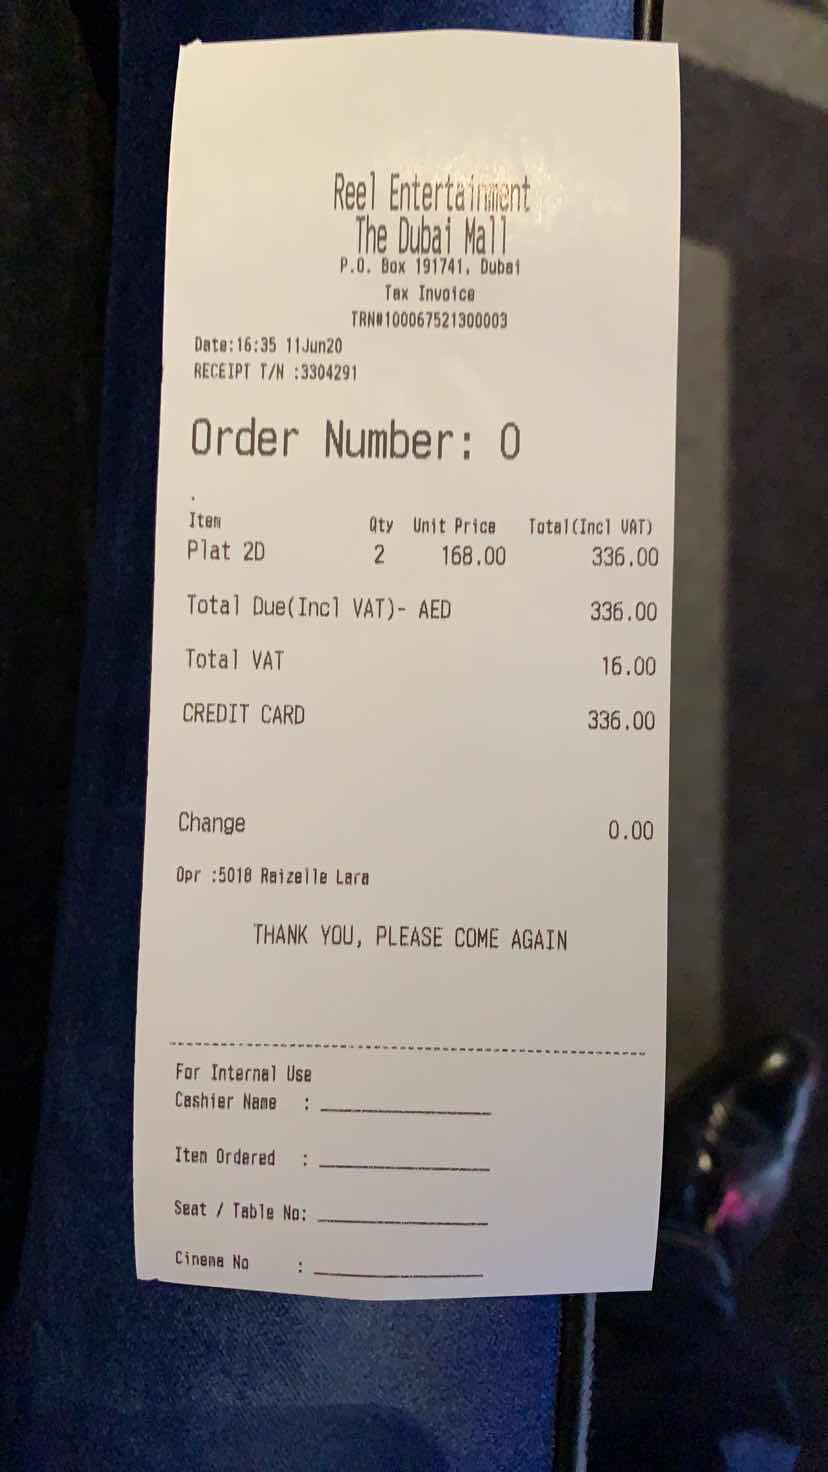 Reel Entertainment
The Dubai Mall
P.O. Box 191741, Dubai
Tax Invoice
TRN#100067521300003
Date:16:35 11Jun20
RECEIPT T/N :3304291
Order Number: 0
.
Item Qty Unit Price Total(Incl VAT)
Plat 2D 2 168.00 336.00
Total Due(Incl VAT)- AED 336.00
Total VAT 16.00
CREDIT CARD 336.00
Change 0.00
Opr :5018 Raizelle Lara
THANK YOU, PLEASE COME AGAIN
For Internal Use
Cashier Name :
Item Ordered :
Seat / Table No:
Cinema No :